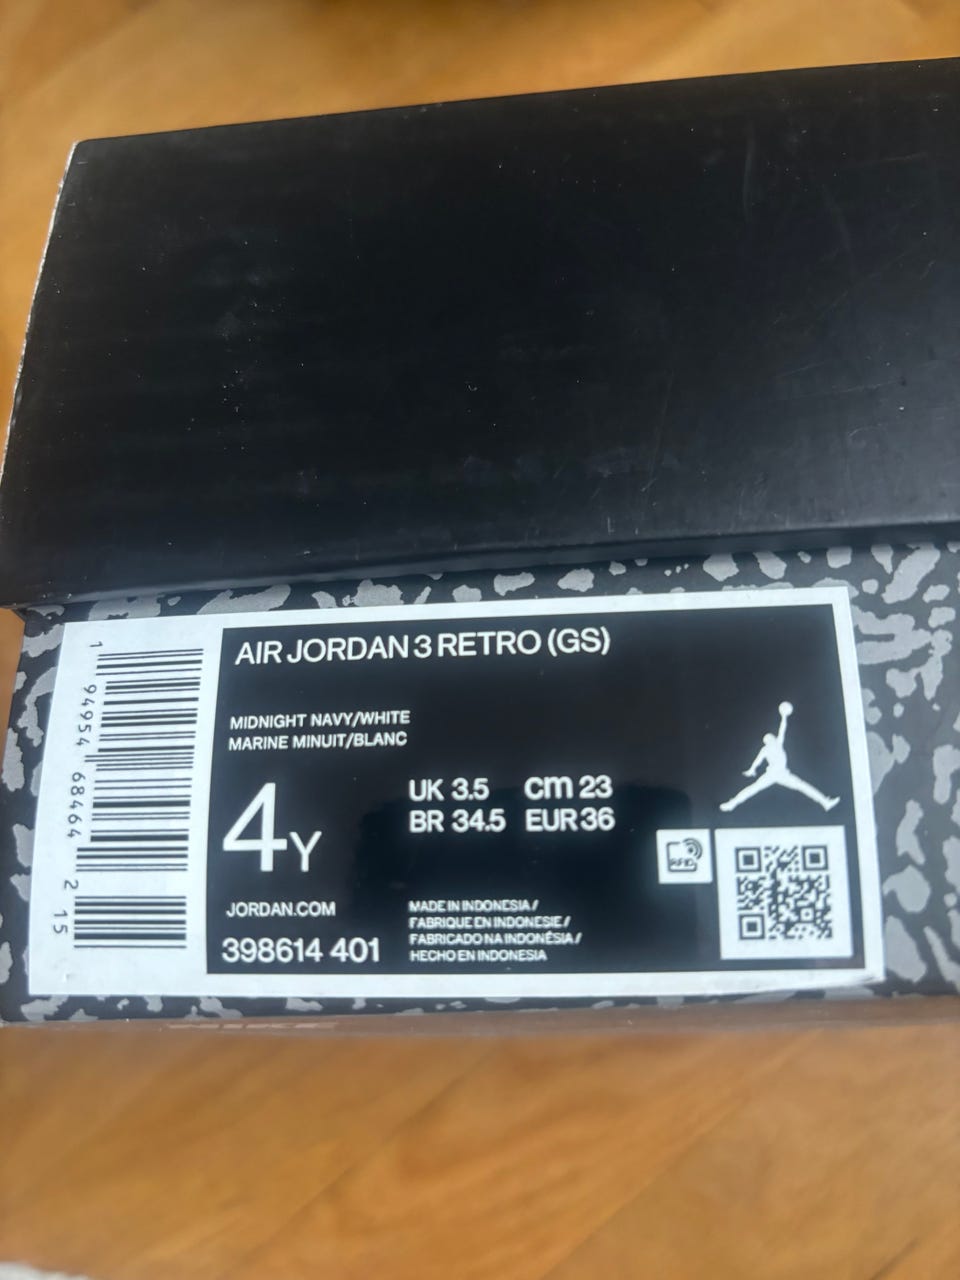 AIR JORDAN 3 RETRO (GS)
MIDNIGHT NAVY/WHITE
MARINE MINUIT/BLANC
4Y
UK 3.5 cm 23
BR 34.5 EUR 36
JORDAN.COM
398614 401
MADE IN INDONESIA /
FABRIQUE EN INDONESIE /
FABRICADO NA INDONÉSIA /
HECHO EN INDONESIA
RFID
1 94954 68464 2 15